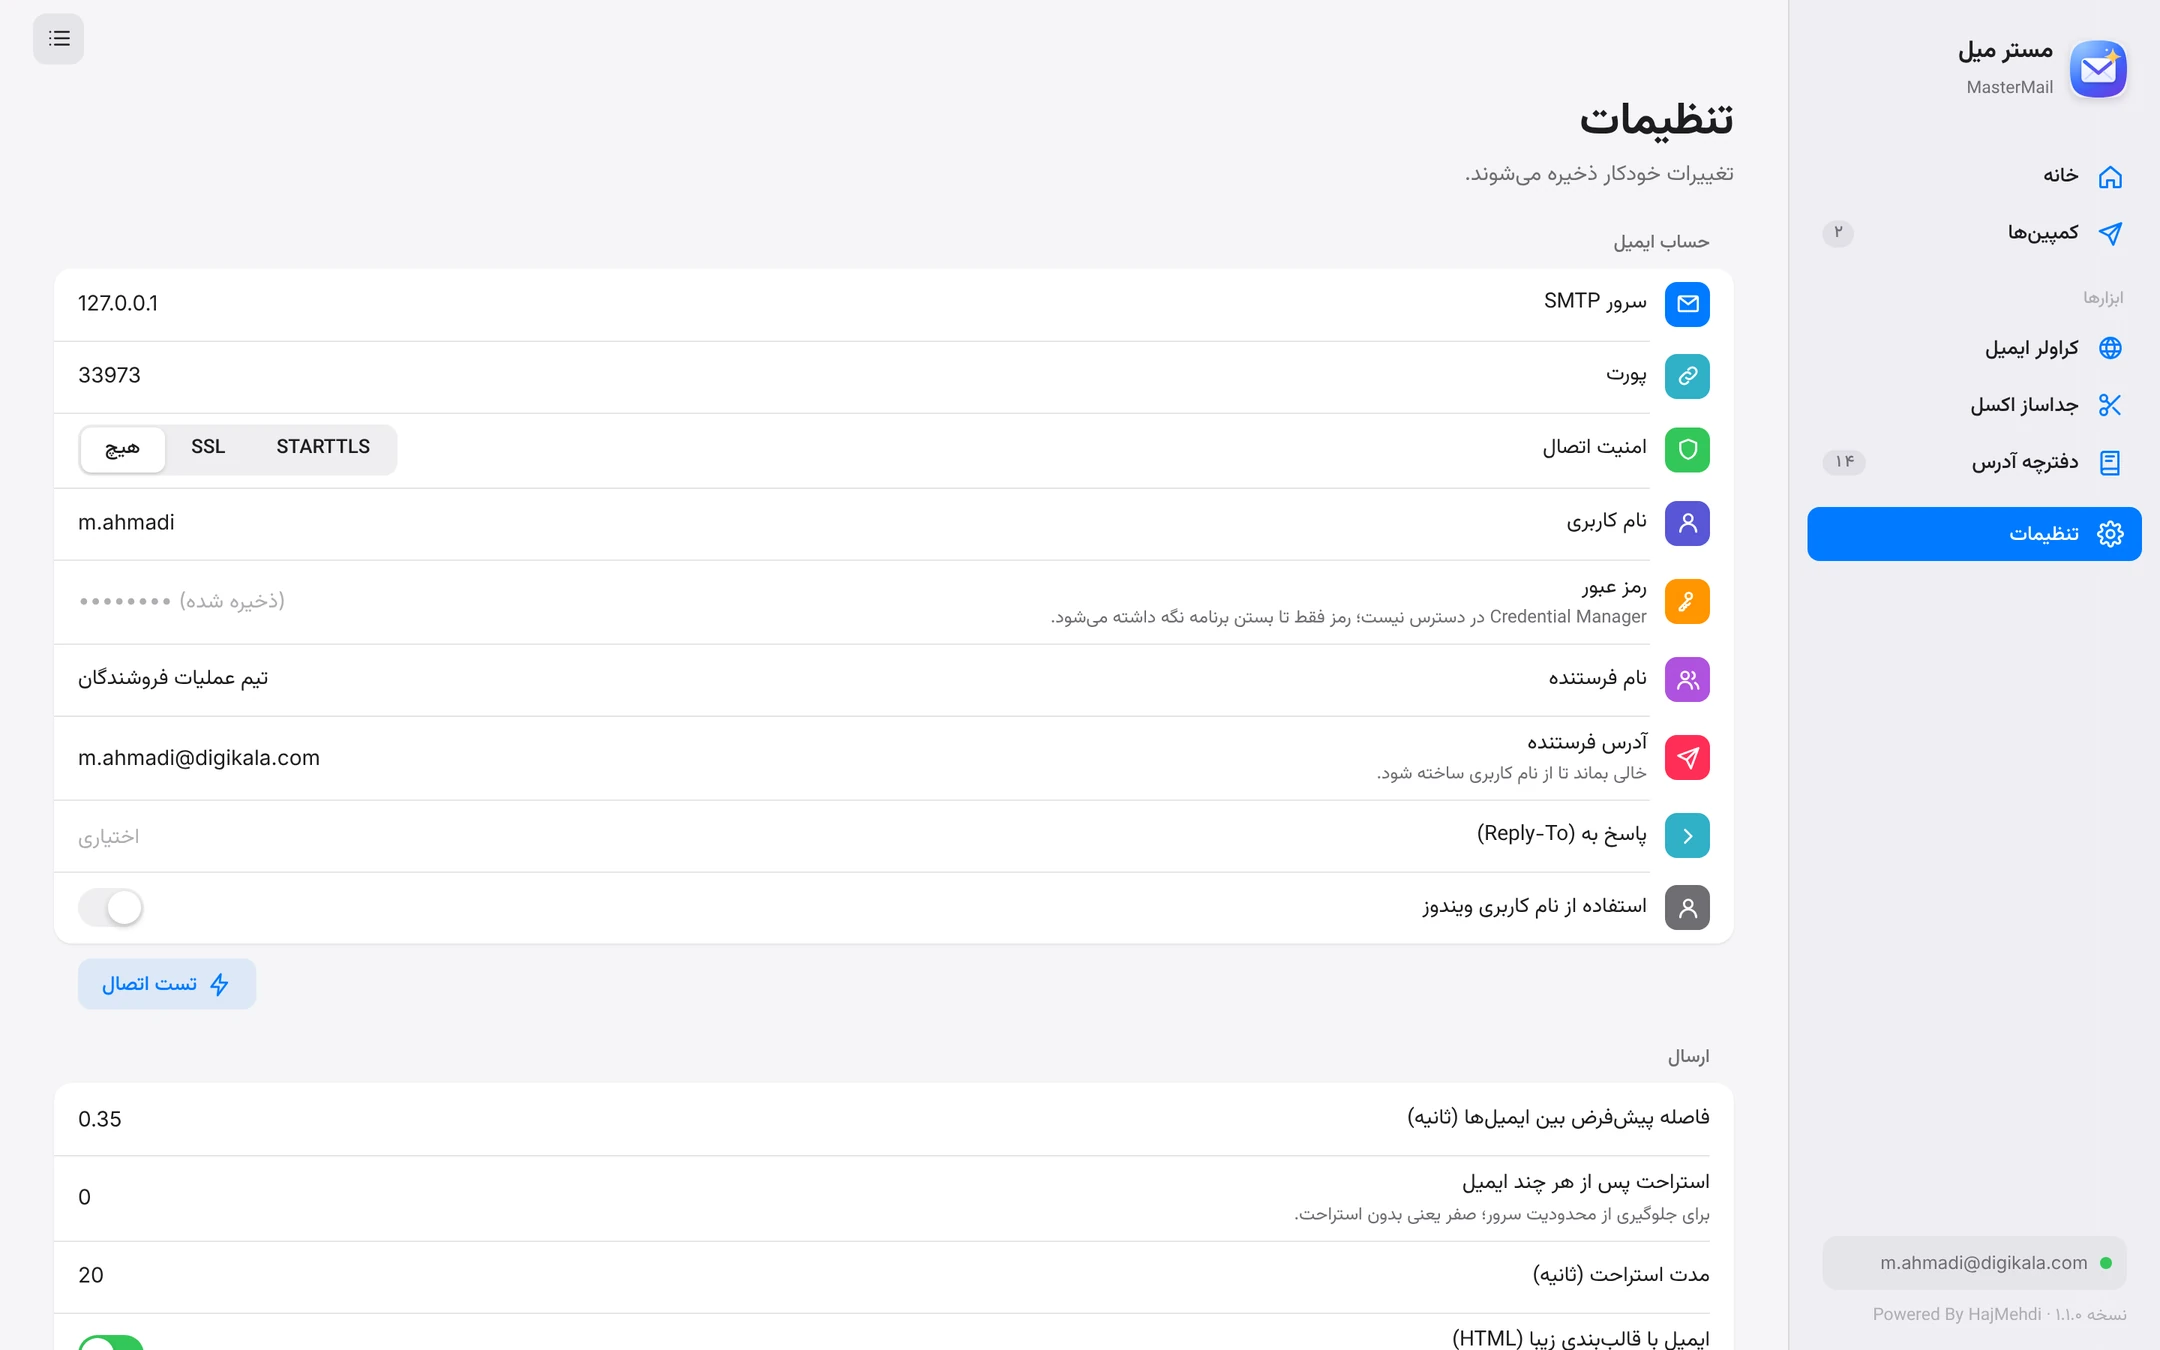 مستر میل
MasterMail
خانه
کمپین‌ها
۲
ابزارها
کراولر ایمیل
جداساز اکسل
دفترچه آدرس
۱۴
تنظیمات
m.ahmadi@digikala.com
نسخه ۱.۱.۰ · Powered By HajMehdi
تنظیمات
تغییرات خودکار ذخیره می‌شوند.
حساب ایمیل
سرور SMTP
127.0.0.1
پورت
33973
امنیت اتصال
STARTTLS
SSL
هیچ
نام کاربری
m.ahmadi
رمز عبور
Credential Manager در دسترس نیست؛ رمز فقط تا بستن برنامه نگه داشته می‌شود.
•••••••• (ذخیره شده)
نام فرستنده
تیم عملیات فروشندگان
آدرس فرستنده
خالی بماند تا از نام کاربری ساخته شود.
m.ahmadi@digikala.com
پاسخ به (Reply-To)
اختیاری
استفاده از نام کاربری ویندوز
تست اتصال
ارسال
فاصله پیش‌فرض بین ایمیل‌ها (ثانیه)
0.35
استراحت پس از هر چند ایمیل
برای جلوگیری از محدودیت سرور؛ صفر یعنی بدون استراحت.
0
مدت استراحت (ثانیه)
20
ایمیل با قالب‌بندی زیبا (HTML)